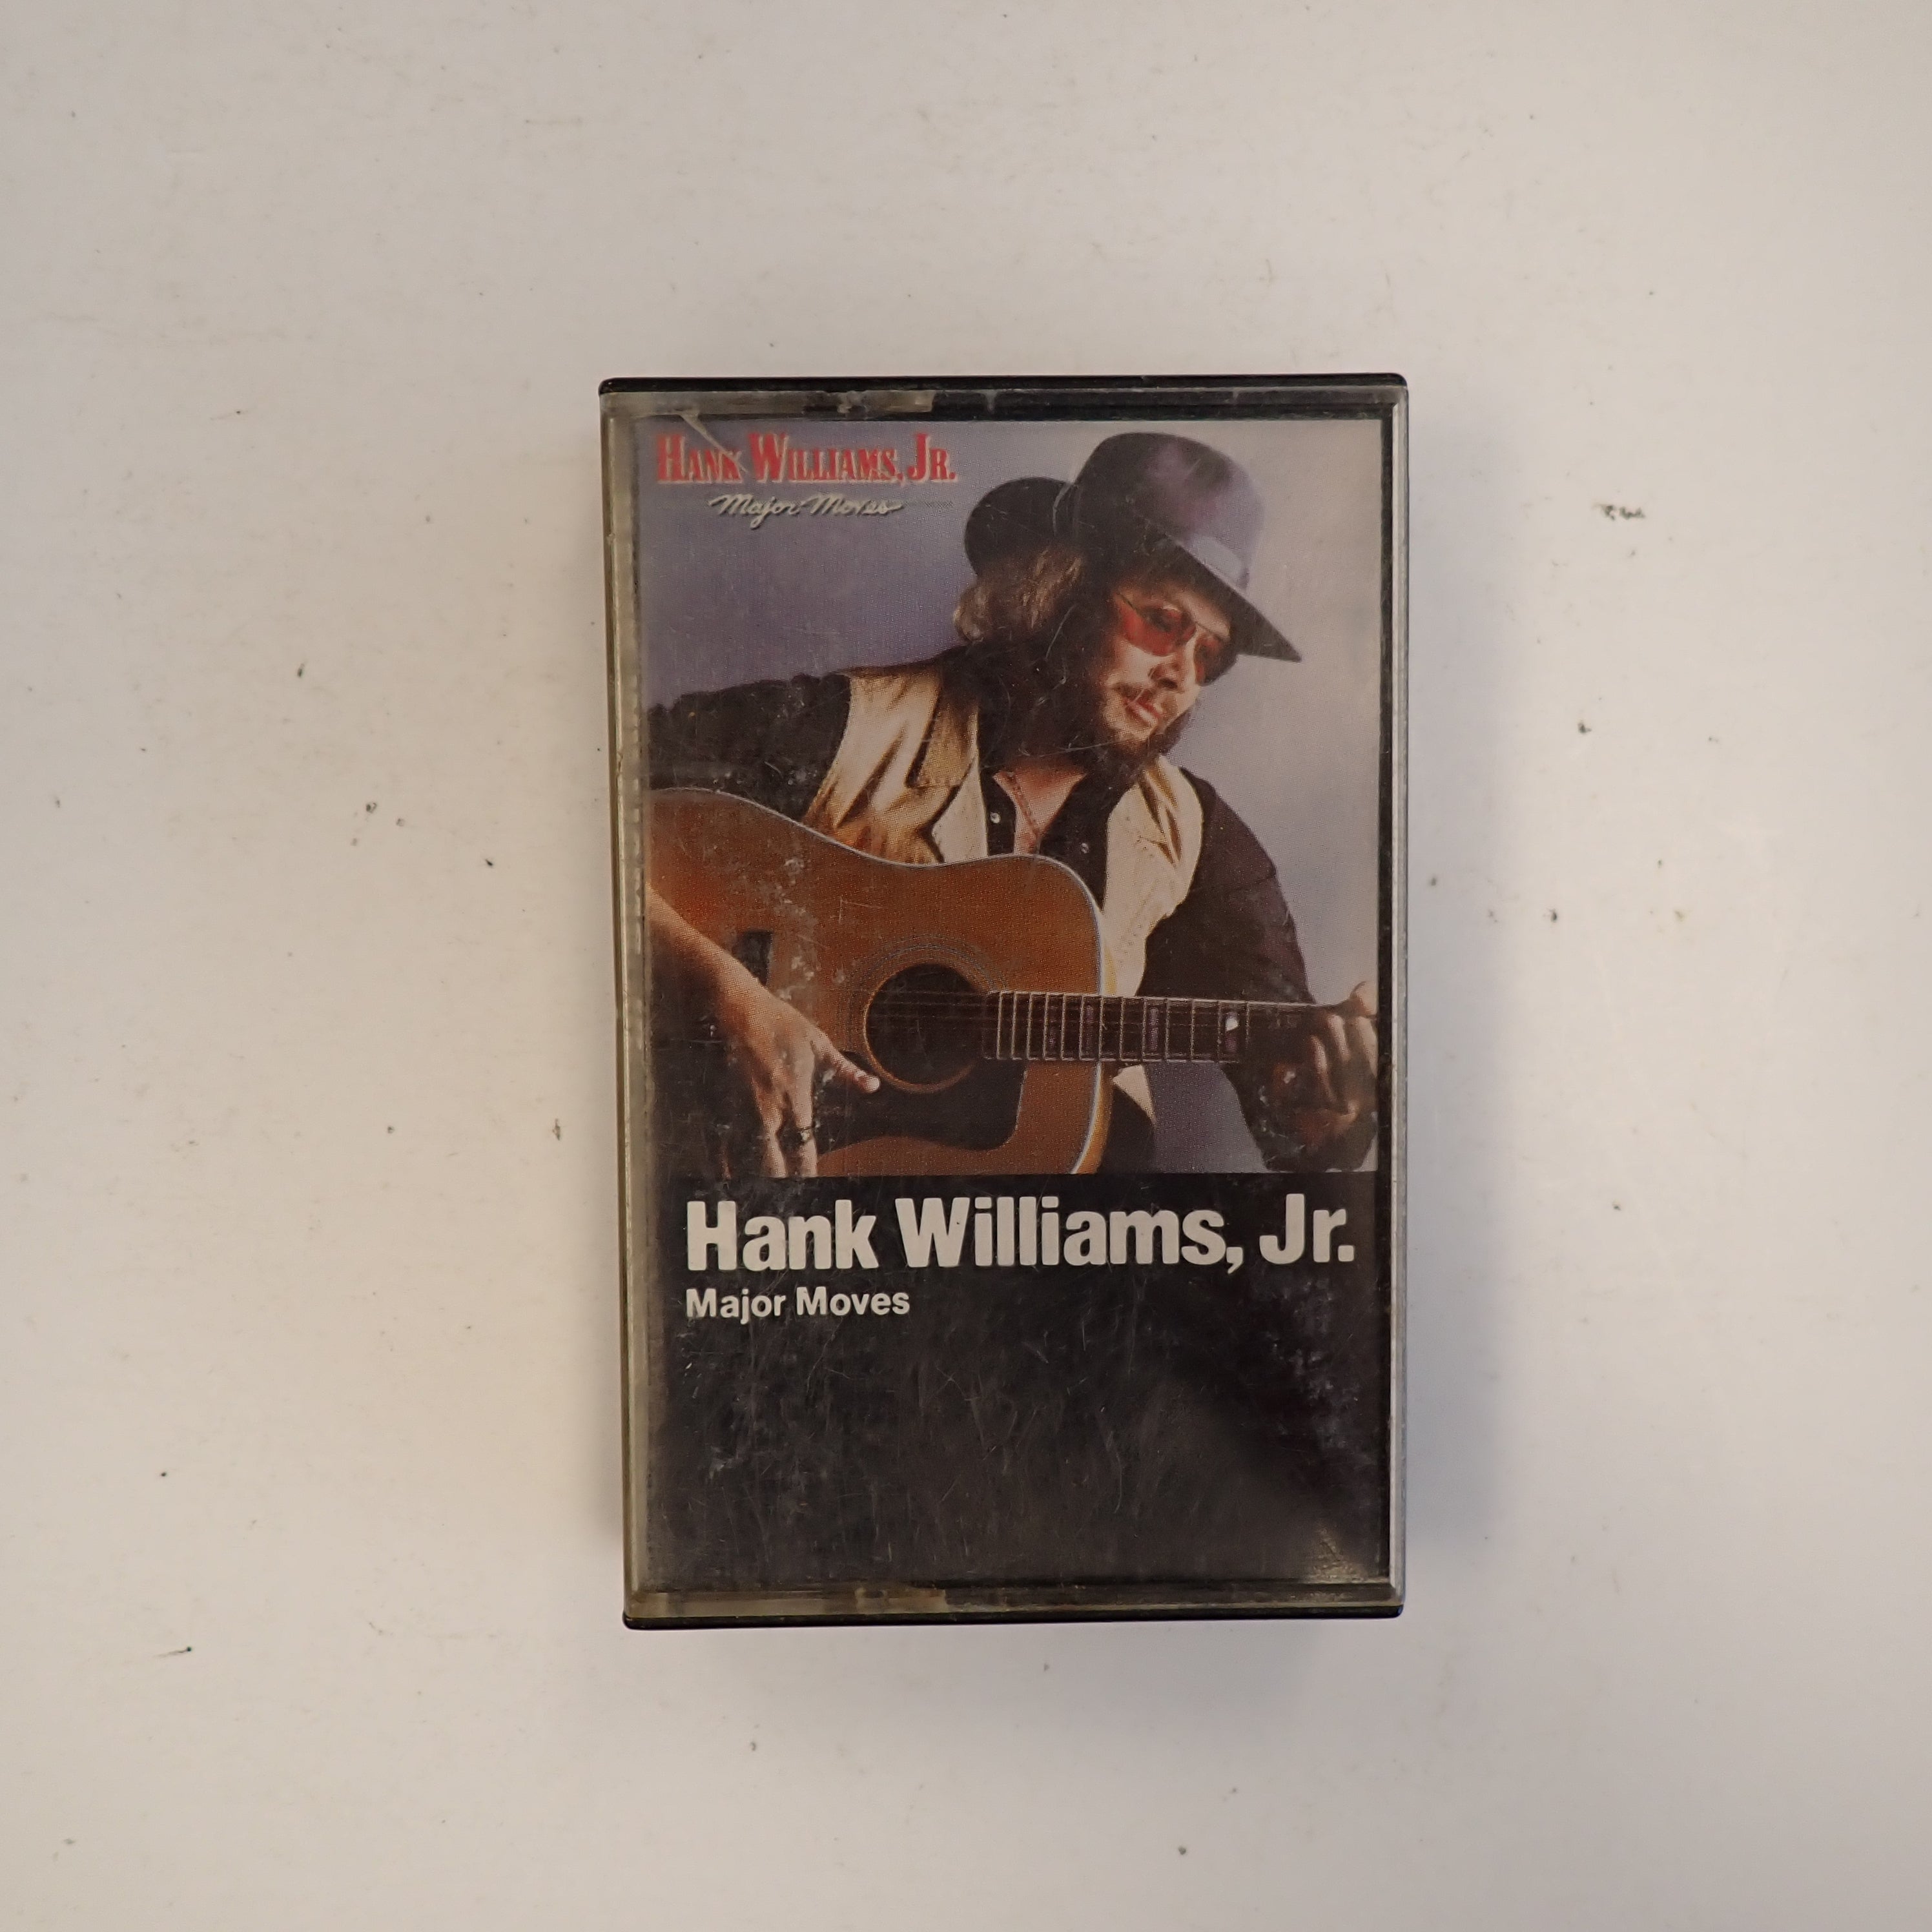 HANK WILLIAMS, JR.
Major Moves
Hank Williams, Jr.
Major Moves